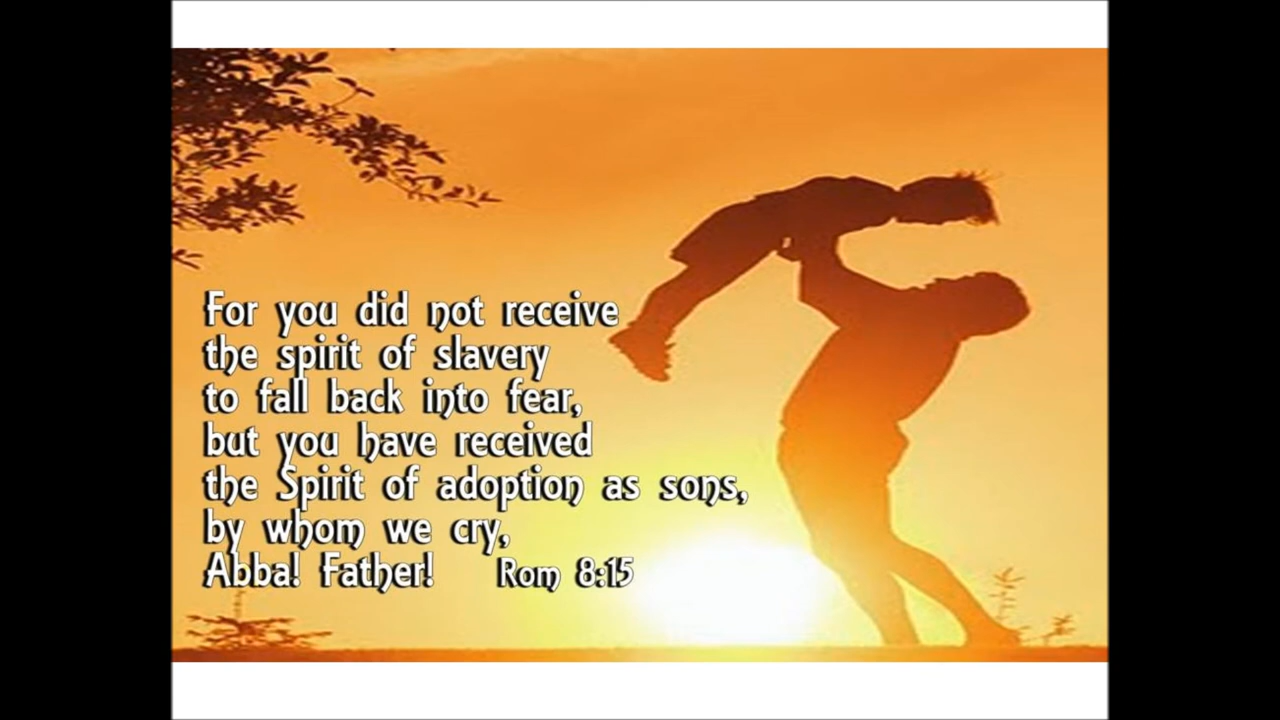 For you did not receive
the spirit of slavery
to fall back into fear,
but you have received
the Spirit of adoption as sons,
by whom we cry,
Abba! Father! Rom 8:15